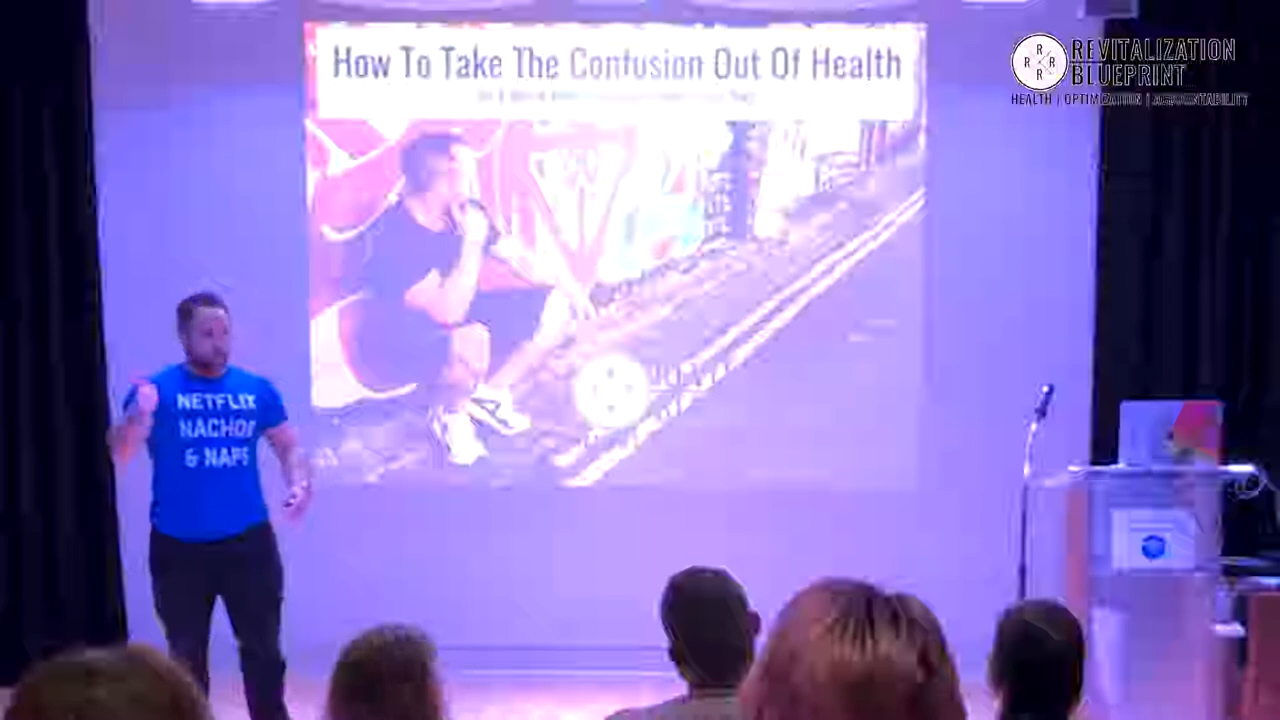 How To Take The Confusion Out Of Health
REVITALIZATION
BLUEPRINT
HEALTH | OPTIMIZATION | ACCOUNTABILITY
R
R R
R
NETFLIX
NACHOS
& NAPS